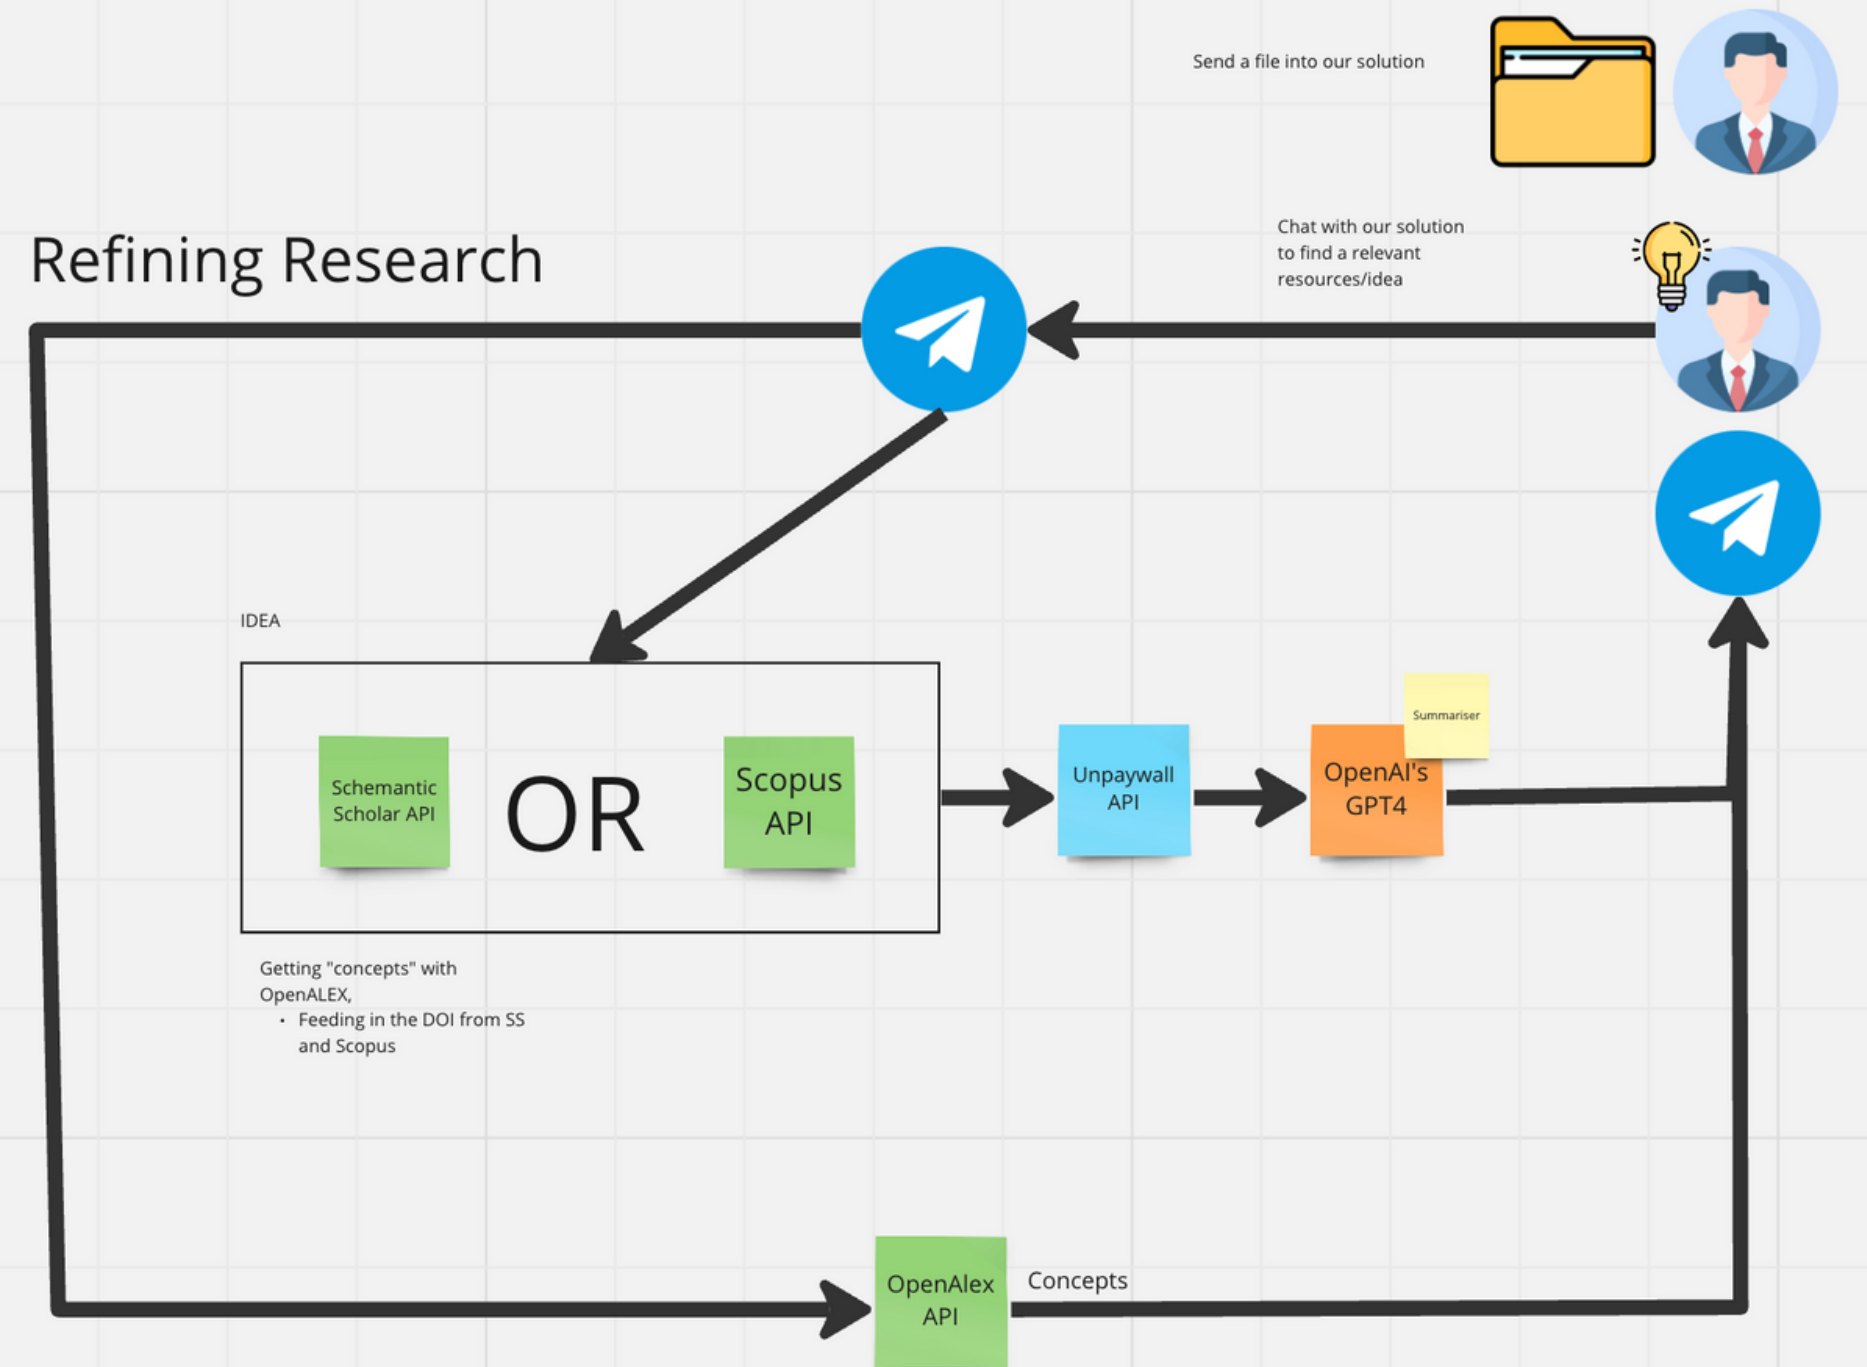 Send a file into our solution
Chat with our solution
to find a relevant
resources/idea
Refining Research
IDEA
Schemantic
Scholar API
OR
Scopus
API
Unpaywall
API
Summariser
OpenAI's
GPT4
Getting "concepts" with
OpenALEX,
• Feeding in the DOI from SS
and Scopus
OpenAlex
API
Concepts